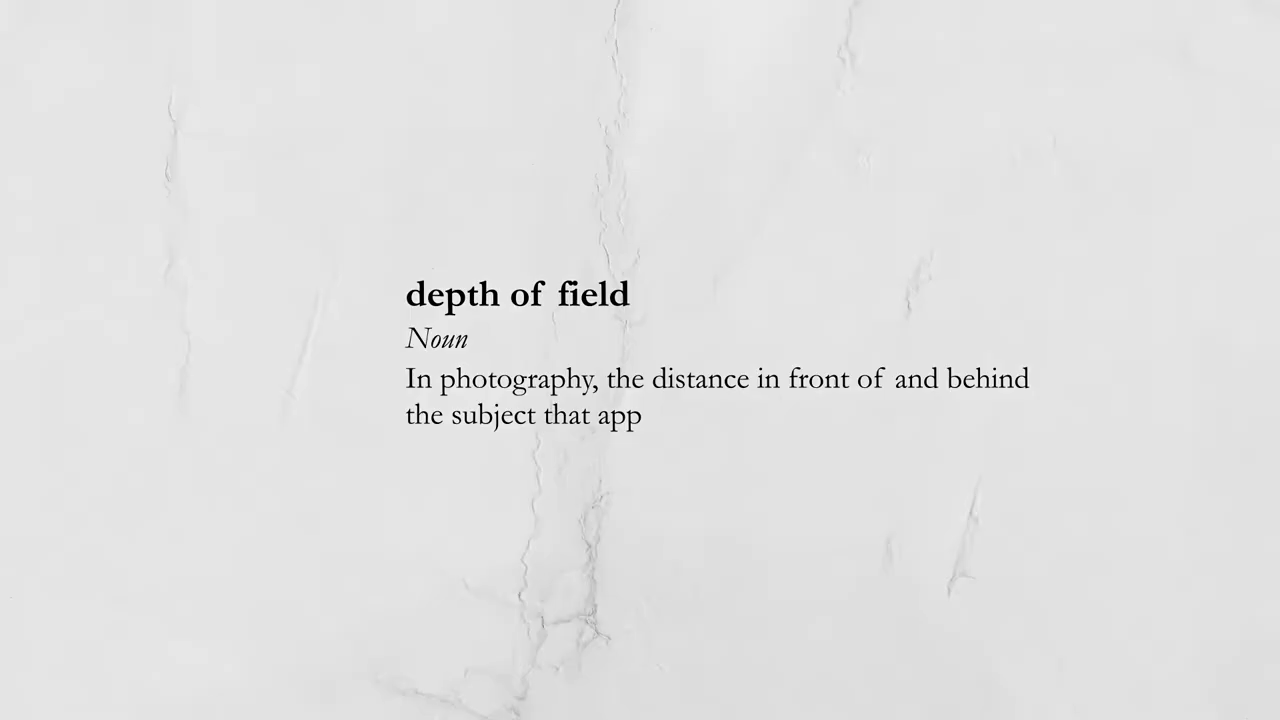 depth of field
Noun
In photography, the distance in front of and behind
the subject that app